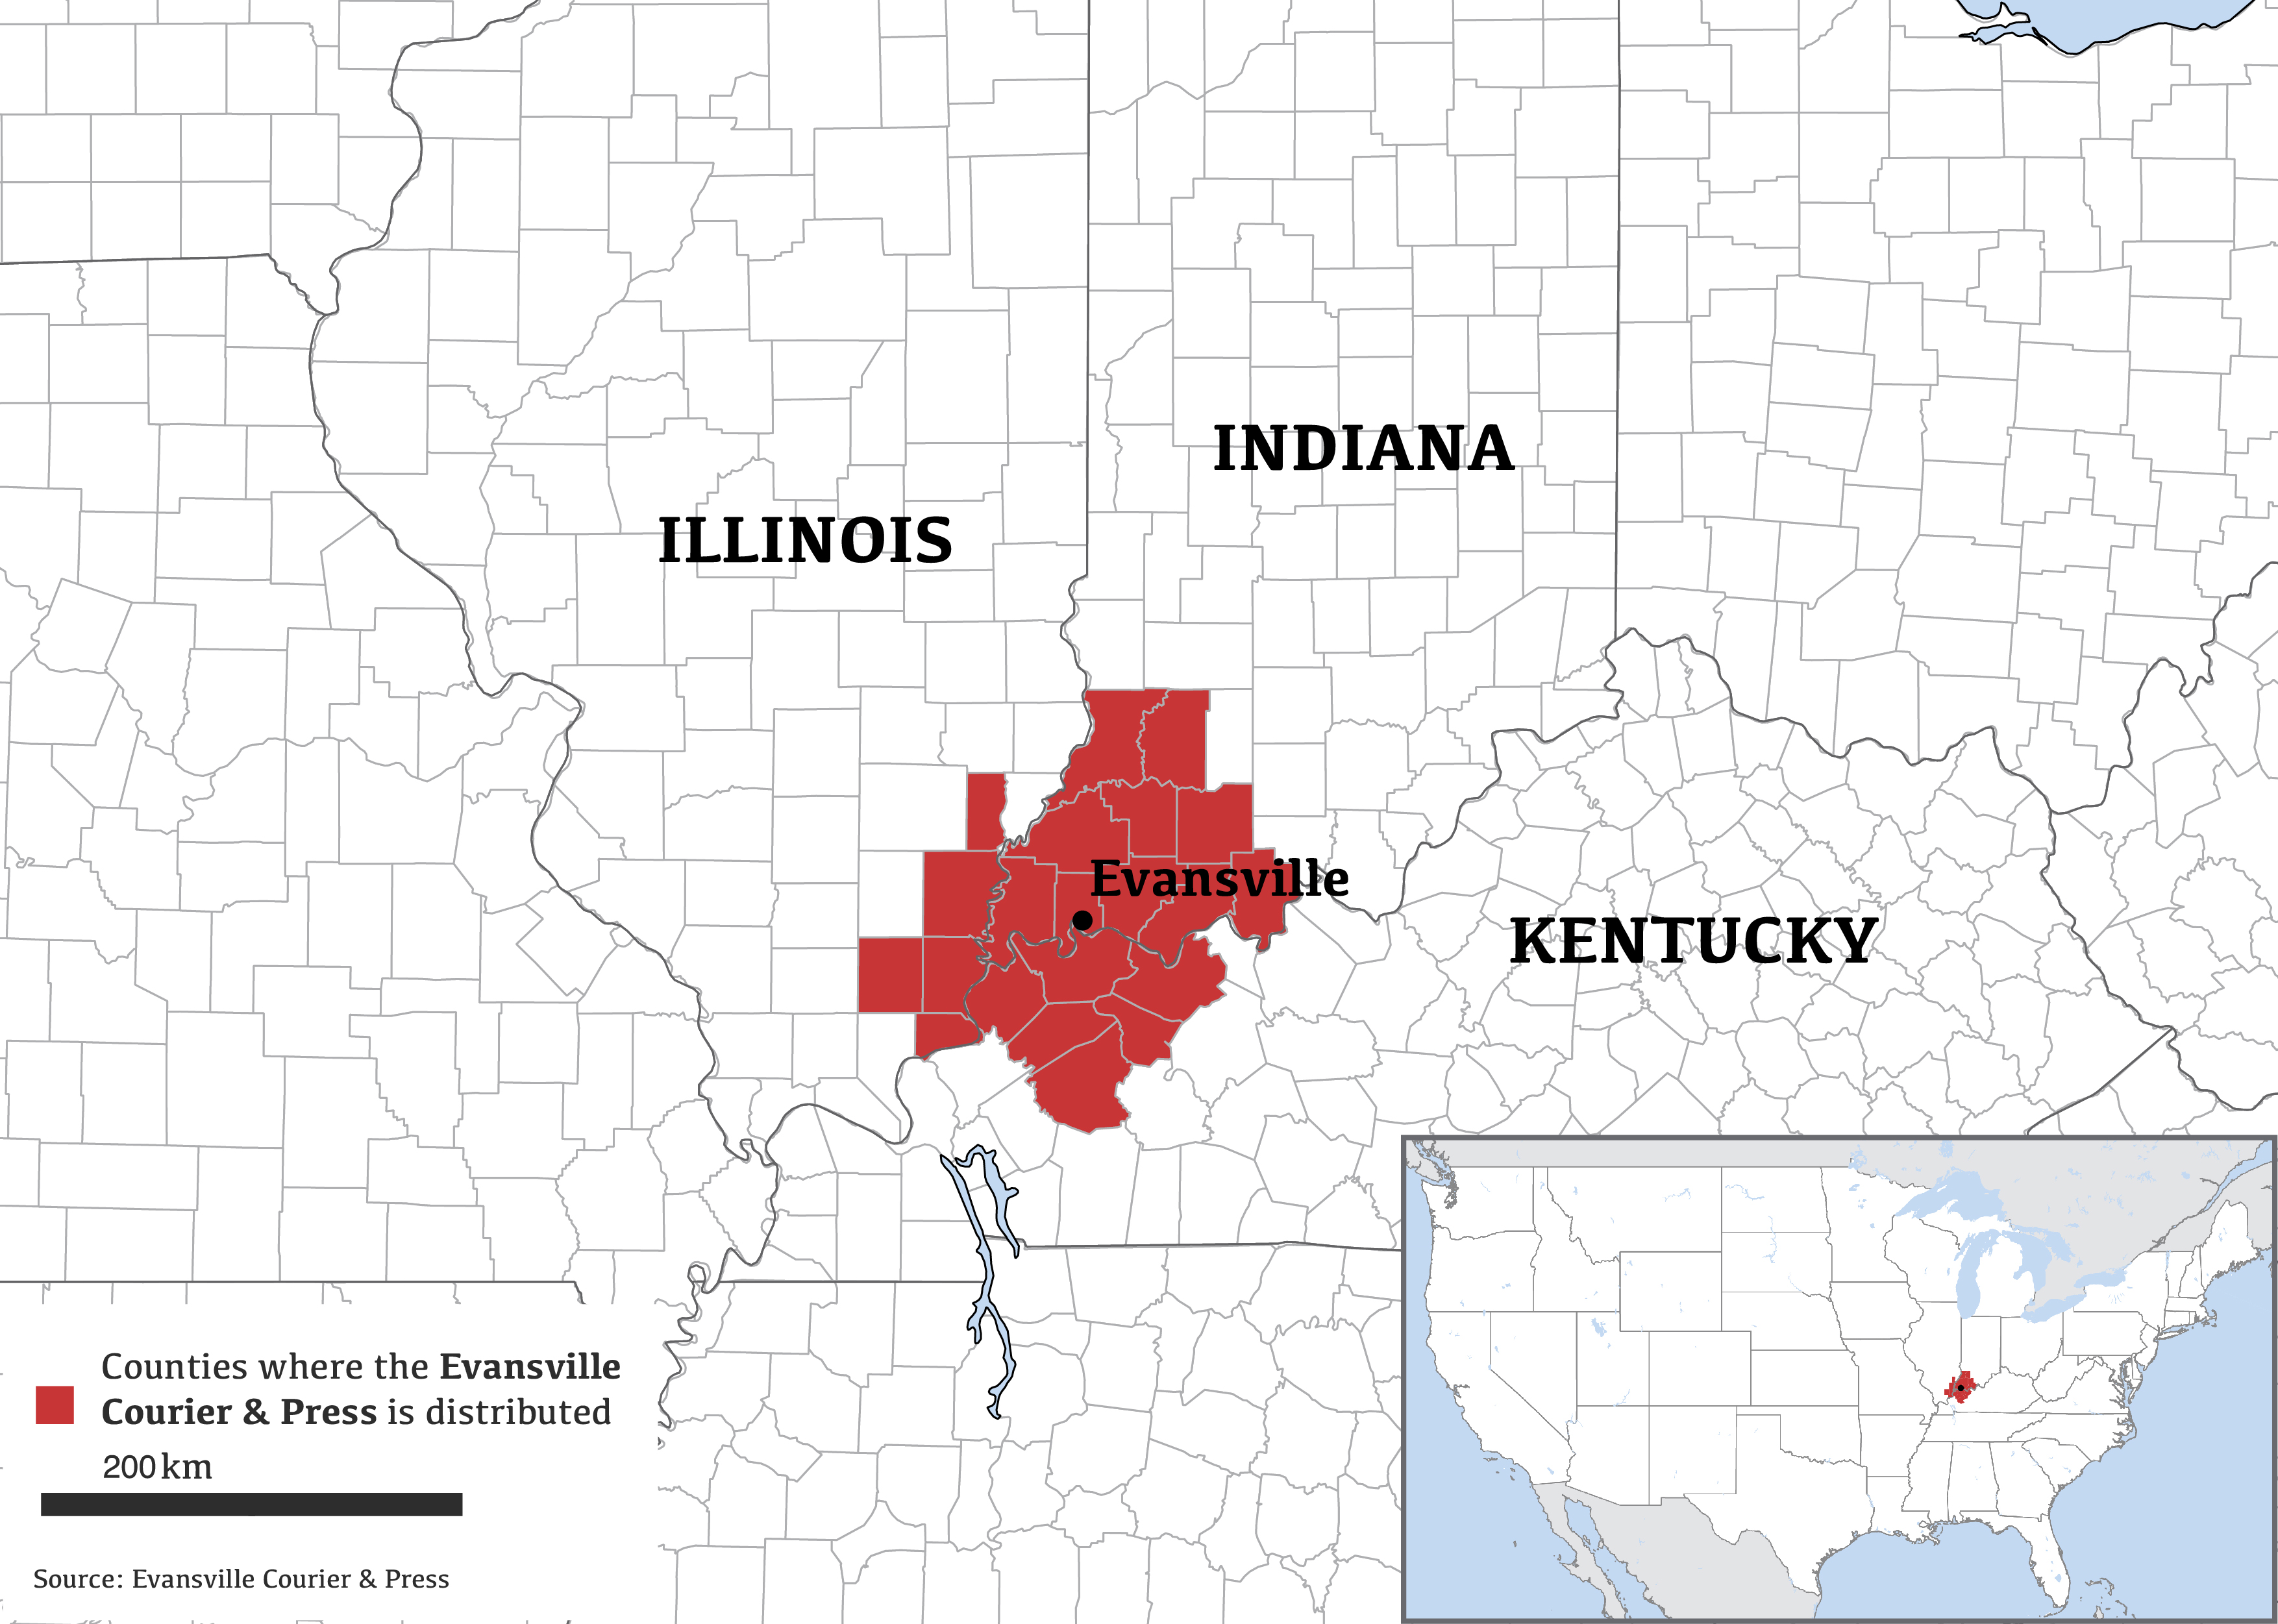 INDIANA
ILLINOIS
Evansville
KENTUCKY
Counties where the Evansville
Courier & Press is distributed
200 km
Source: Evansville Courier & Press